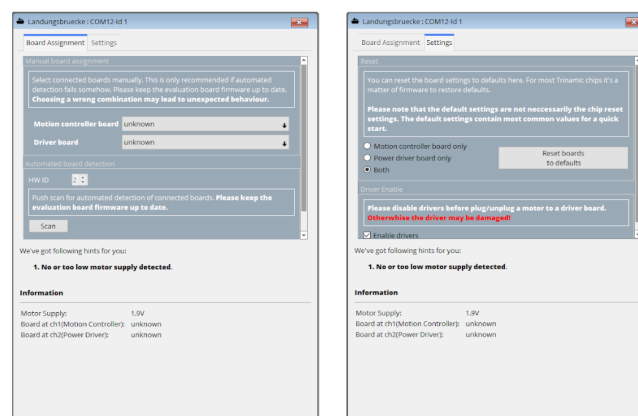 Landungsbruecke : COM12-Id 1
Board Assignment Settings
Manual board assignment
Select connected boards manually. This is only recommended if automated
detection fails somehow. Please keep the evaluation board firmware up to date.
Choosing a wrong combination may lead to unexpected behaviour.
Motion controller board unknown
Driver board unknown
Automated board detection
HW ID 2
Push scan for automated detection of connected boards. Please keep the
evaluation board firmware up to date.
Scan
We've got following hints for you:
1. No or too low motor supply detected.
Information
Motor Supply: 1.9V
Board at ch1(Motion Controller): unknown
Board at ch2(Power Driver): unknown
Landungsbruecke : COM12-Id 1
Board Assignment Settings
Reset
You can reset the board settings to defaults here. For most Trinamic chips it's a
matter of firmware to restore defaults.
Please note that the default settings are not neccessarily the chip reset
settings. The default settings contain most common values for a quick
start.
Motion controller board only
Power driver board only
Both
Reset boards
to defaults
Driver Enable
Please disable drivers before plug/unplug a motor to a driver board.
Otherwhise the driver may be damaged!
Enable drivers
We've got following hints for you:
1. No or too low motor supply detected.
Information
Motor Supply: 1.9V
Board at ch1(Motion Controller): unknown
Board at ch2(Power Driver): unknown